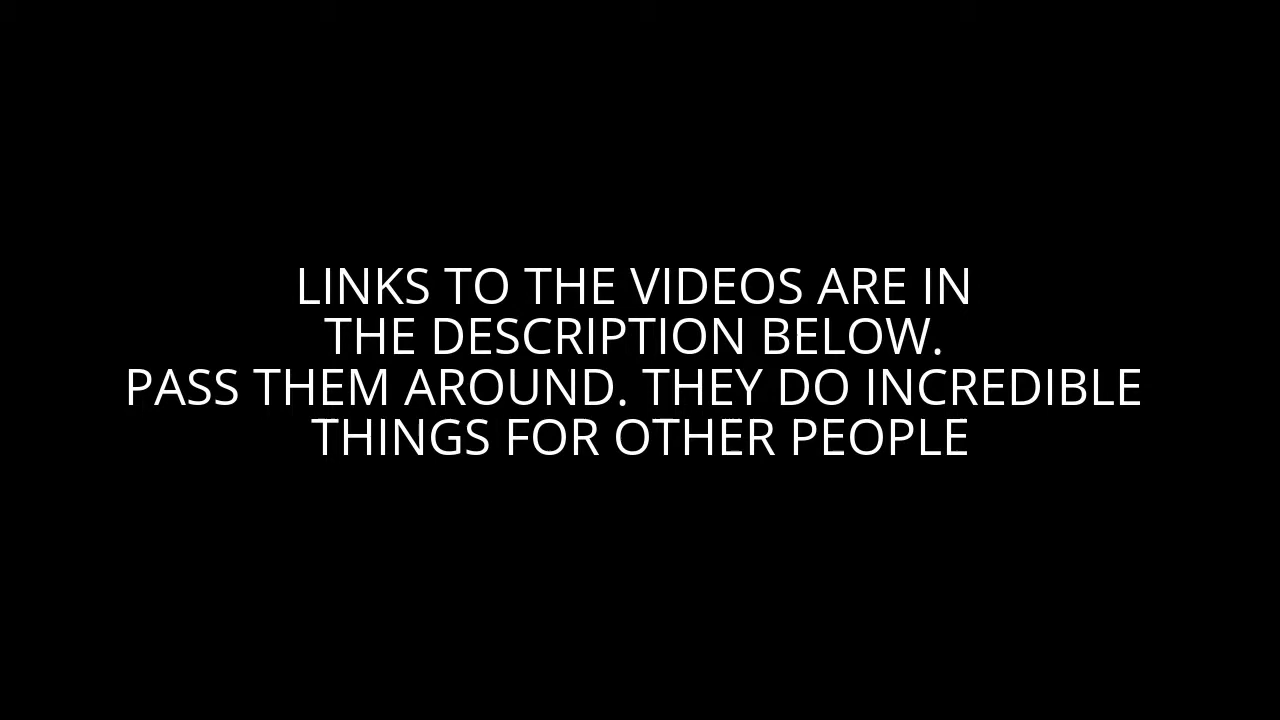 LINKS TO THE VIDEOS ARE IN
THE DESCRIPTION BELOW.
PASS THEM AROUND. THEY DO INCREDIBLE
THINGS FOR OTHER PEOPLE